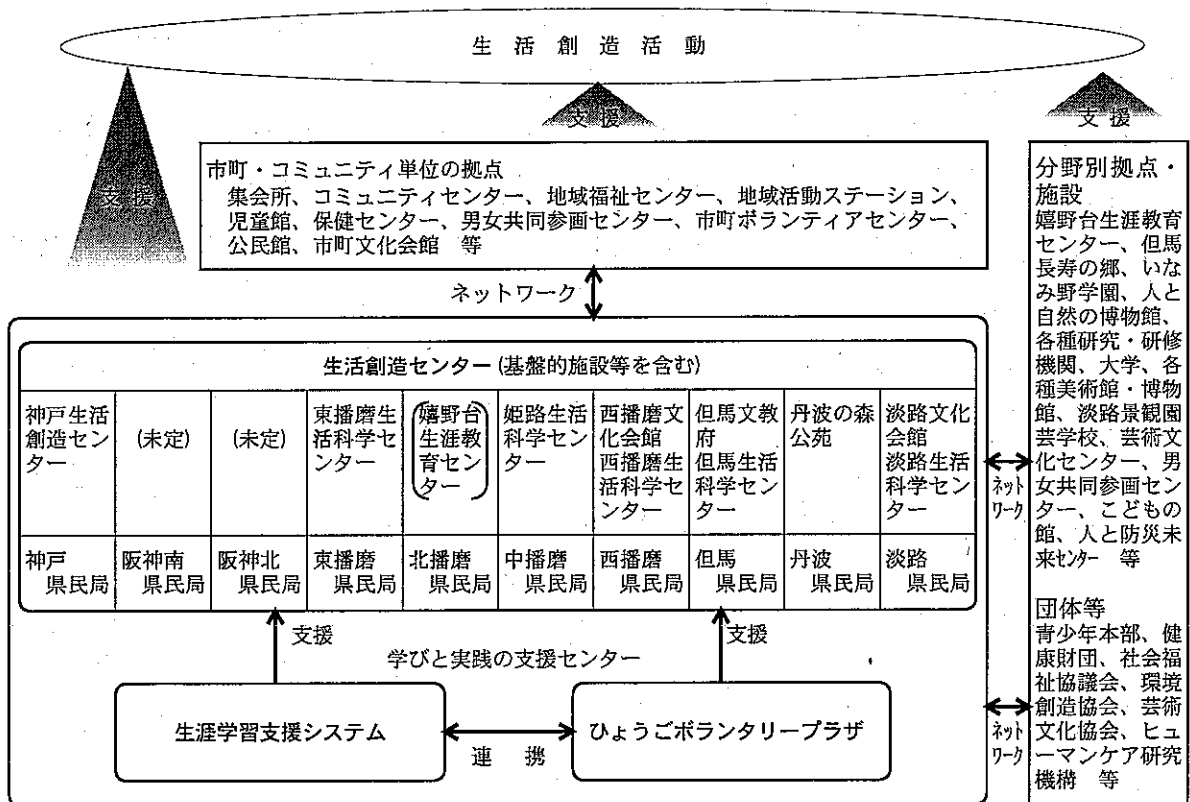 生活創造活動
支援
支援
支援
市町・コミュニティ単位の拠点
集会所、コミュニティセンター、地域福祉センター、地域活動ステーション、
児童館、保健センター、男女共同参画センター、市町ボランティアセンター、
公民館、市町文化会館 等
ネットワーク
生活創造センター(基盤的施設等を含む)
神戸生活
創造セン
ター
(未定)
(未定)
東播磨生
活科学セ
ンター
(嬉野台
生涯教
育セン
ター)
姫路生活
科学セン
ター
西播磨文
化会館
西播磨生
活科学セ
ンター
但馬文教
府
但馬生活
科学セン
ター
丹波の森
公苑
淡路文化
会館
淡路生活
科学セン
ター
神戸
県民局
阪神南
県民局
阪神北
県民局
東播磨
県民局
北播磨
県民局
中播磨
県民局
西播磨
県民局
但馬
県民局
丹波
県民局
淡路
県民局
支援
支援
学びと実践の支援センター
生涯学習支援システム
連携
ひょうごボランタリープラザ
ネット
ワーク
ネット
ワーク
分野別拠点・
施設
嬉野台生涯教育
センター、但馬
長寿の郷、いな
み野学園、人と
自然の博物館、
各種研究・研修
機関、大学、各
種美術館・博物
館、淡路景観園
芸学校、芸術文
化センター、男
女共同参画セン
ター、こどもの
館、人と防災未
来センター 等
団体等
青少年本部、健
康財団、社会福
祉協議会、環境
創造協会、芸術
文化協会、ヒュ
ーマンケア研究
機構 等